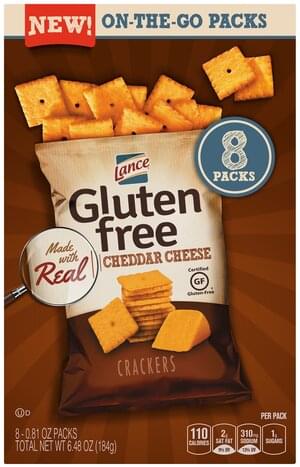 NEW!
ON-THE-GO PACKS
8
PACKS
Lance
Gluten
free
CHEDDAR CHEESE
Made
with
Real
Certified
GF
Gluten-Free
CRACKERS
U D
8 - 0.81 OZ PACKS
TOTAL NET WT 6.48 OZ (184g)
PER PACK
110
CALORIES
2g
SAT FAT
310mg
SODIUM
1g
SUGARS